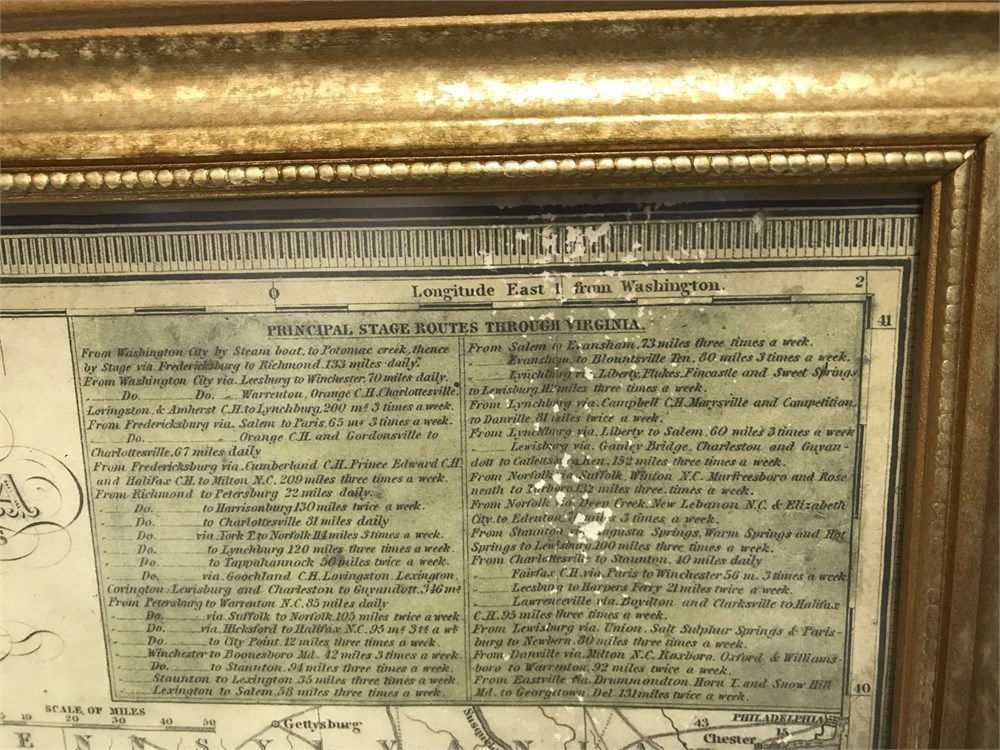 0
Longitude East 1 from Washington.
2
41
PRINCIPAL STAGE ROUTES THROUGH VIRGINIA.
From Washington City by Steam boat, to Potomac creek, thence
by Stage via Fredericksburg to Richmond. 133 miles daily.
From Washington City via. Leesburg to Winchester, 70 miles daily.
Do. Do. „ Warrenton, Orange C.H. Charlottesville,
Lovingston, & Amherst C.H. to Lynchburg, 200 ms 3 times a week.
From Fredericksburg via. Salem to Paris, 65 ms 3 times a week.
Do. Orange C.H. and Gordonsville to
Charlottesville, 67 miles daily
From Fredericksburg via. Cumberland C.H. Prince Edward C.H.
and Halifax C.H. to Milton N.C. 209 miles three times a week.
From Richmond to Petersburg 22 miles daily.
Do. to Harrisonburg 130 miles twice a week.
Do. to Charlottesville 81 miles daily
Do. via. York T. to Norfolk 114 miles 3 times a week.
Do. to Lynchburg 120 miles three times a week.
Do. to Tappahannock 50 miles twice a week.
Do. via. Goochland C.H. Lovingston, Lexington,
Covington, Lewisburg and Charleston to Guyandott, 346 ms
From Petersburg to Warrenton N.C. 85 miles daily
Do. via Suffolk to Norfolk 105 miles twice a week
Do. via. Hicksford to Halifax N.C. 95 ms 3 ts a wk
Do. to City Point 12 miles three times a week.
Winchester to Boonesboro Md. 42 miles 3 times a week.
Do. to Staunton, 94 miles three times a week.
Staunton to Lexington 35 miles three times a week.
Lexington to Salem, 58 miles three times a week.
From Salem to Evansham, 73 miles three times a week.
Evansham, to Blountsville Ten, 80 miles 3 times a week.
Lynchburg via. Liberty, Flukes, Fincastle and Sweet Springs
to Lewisburg miles three times a week.
From Lynchburg via. Campbell C.H. Marysville and Competition,
to Danville, 81 miles twice a week.
From Lynchburg via. Liberty to Salem, 60 miles 3 times a week
Lewisburg via. Ganley Bridge, Charleston and Guyan-
dott to 152 miles three times a week.
From Norfolk via Suffolk, Winton N.C. Murfreesboro and Rose
neath to Tarboro, 132 miles three times a week.
From Norfolk via. Deep Creek, New Lebanon N.C. & Elizabeth
City to Edenton, miles 3 times a week.
From Staunton via Augusta Springs, Warm Springs and Hot
Springs to Lewisburg, 100 miles three times a week.
From Charlottesville to Staunton, 40 miles daily
Fairfax C.H. via. Paris to Winchester 56 m. 3 times a week
Leesburg to Harpers Ferry 21 miles twice a week.
Lawrenceville via. Boydton and Clarksville to Halifax
C.H. 95 miles three times a week.
From Lewisburg via. Union, Salt Sulphur Springs & Paris-
burg to Newbern, 80 miles three times a week.
From Danville via. Milton N.C. Roxboro, Oxford & Williams-
boro to Warrenton, 92 miles twice a week.
From Eastville via. Drummondton, Horn T. and Snow Hill
Md. to Georgetown, Del. 131 miles twice a week.
40
SCALE OF MILES
10 20 30 40 50
Gettysburg
Susque
43
PHILADELPHIA
15
Chester
E N N S Y L V A N I A